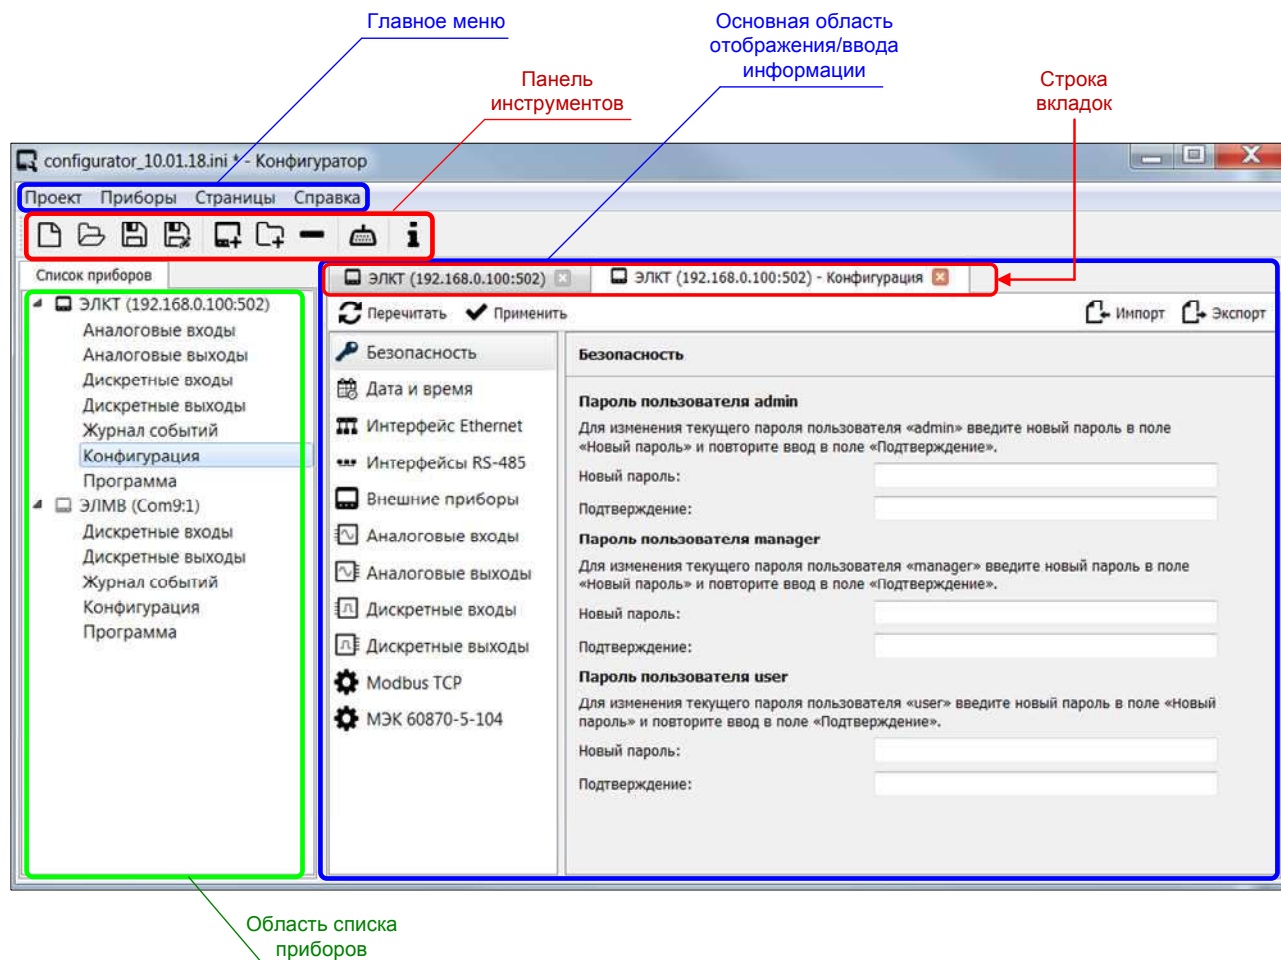 Главное меню
Основная область
отображения/ввода
информации
Панель
инструментов
Строка
вкладок
configurator_10.01.18.ini * - Конфигуратор
Проект Приборы Страницы Справка
Список приборов
ЭЛКТ (192.168.0.100:502)
Аналоговые входы
Аналоговые выходы
Дискретные входы
Дискретные выходы
Журнал событий
Конфигурация
Программа
ЭЛМВ (Com9:1)
Дискретные входы
Дискретные выходы
Журнал событий
Конфигурация
Программа
ЭЛКТ (192.168.0.100:502)
ЭЛКТ (192.168.0.100:502) - Конфигурация
Перечитать Применить
Импорт Экспорт
Безопасность
Дата и время
Интерфейс Ethernet
Интерфейсы RS-485
Внешние приборы
Аналоговые входы
Аналоговые выходы
Дискретные входы
Дискретные выходы
Modbus TCP
МЭК 60870-5-104
Безопасность
Пароль пользователя admin
Для изменения текущего пароля пользователя «admin» введите новый пароль в поле
«Новый пароль» и повторите ввод в поле «Подтверждение».
Новый пароль:
Подтверждение:
Пароль пользователя manager
Для изменения текущего пароля пользователя «manager» введите новый пароль в поле
«Новый пароль» и повторите ввод в поле «Подтверждение».
Новый пароль:
Подтверждение:
Пароль пользователя user
Для изменения текущего пароля пользователя «user» введите новый пароль в поле «Новый
пароль» и повторите ввод в поле «Подтверждение».
Новый пароль:
Подтверждение:
Область списка
приборов